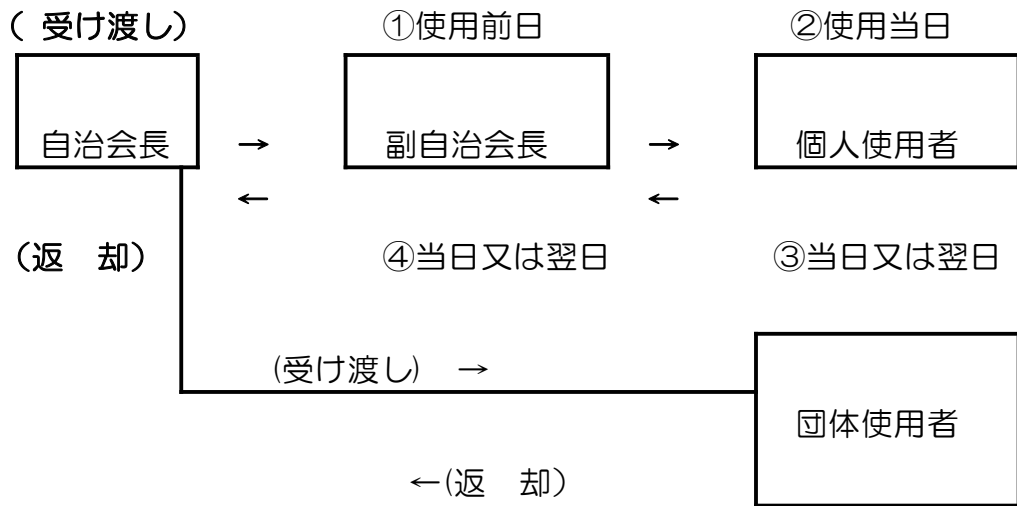 ( 受け渡し) ①使用前日 ②使用当日
自治会長 → 副自治会長 → 個人使用者
← ←
(返　却) ④当日又は翌日 ③当日又は翌日
(受け渡し) →
団体使用者
←(返　却)